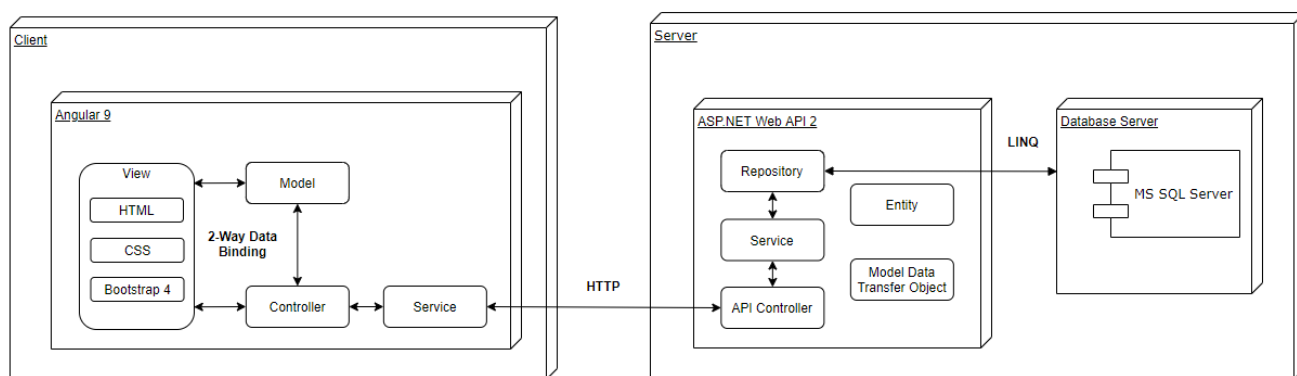 Client
Angular 9
View
HTML
CSS
Bootstrap 4
Model
2-Way Data
Binding
Controller
Service
HTTP
Server
ASP.NET Web API 2
Repository
Service
API Controller
Entity
Model Data
Transfer Object
LINQ
Database Server
MS SQL Server